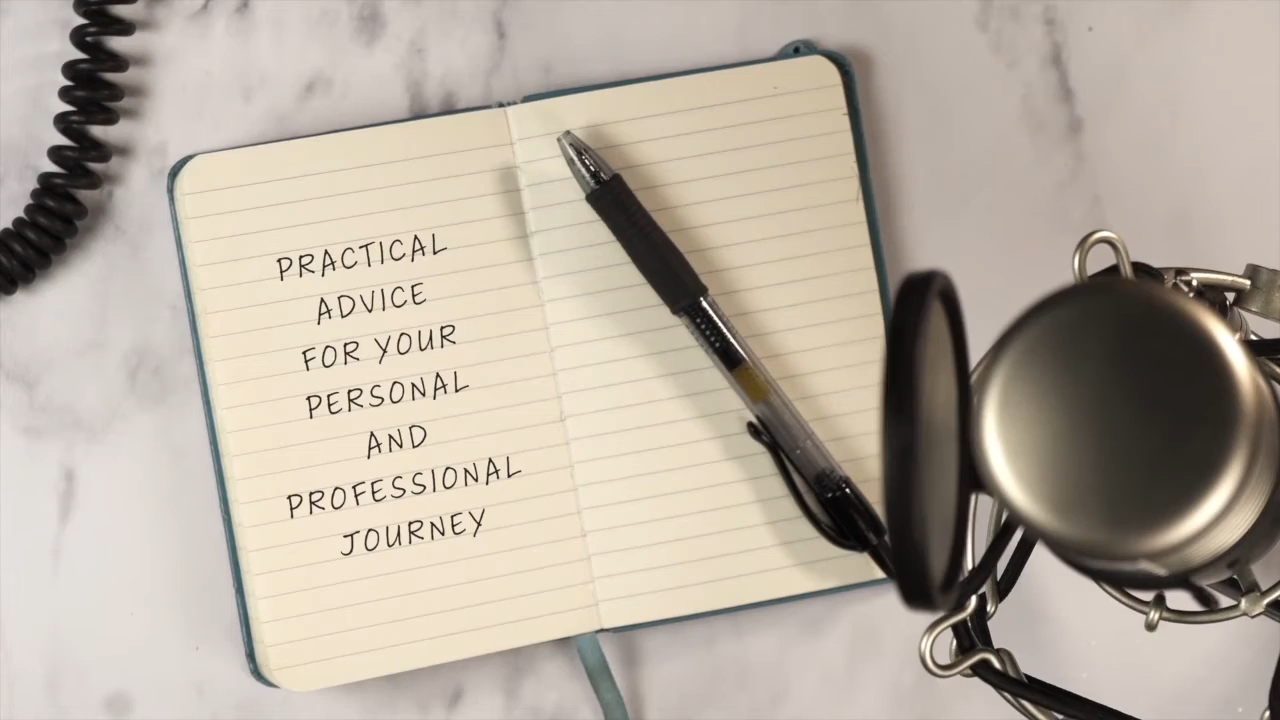 PRACTICAL
ADVICE
FOR YOUR
PERSONAL
AND
PROFESSIONAL
JOURNEY